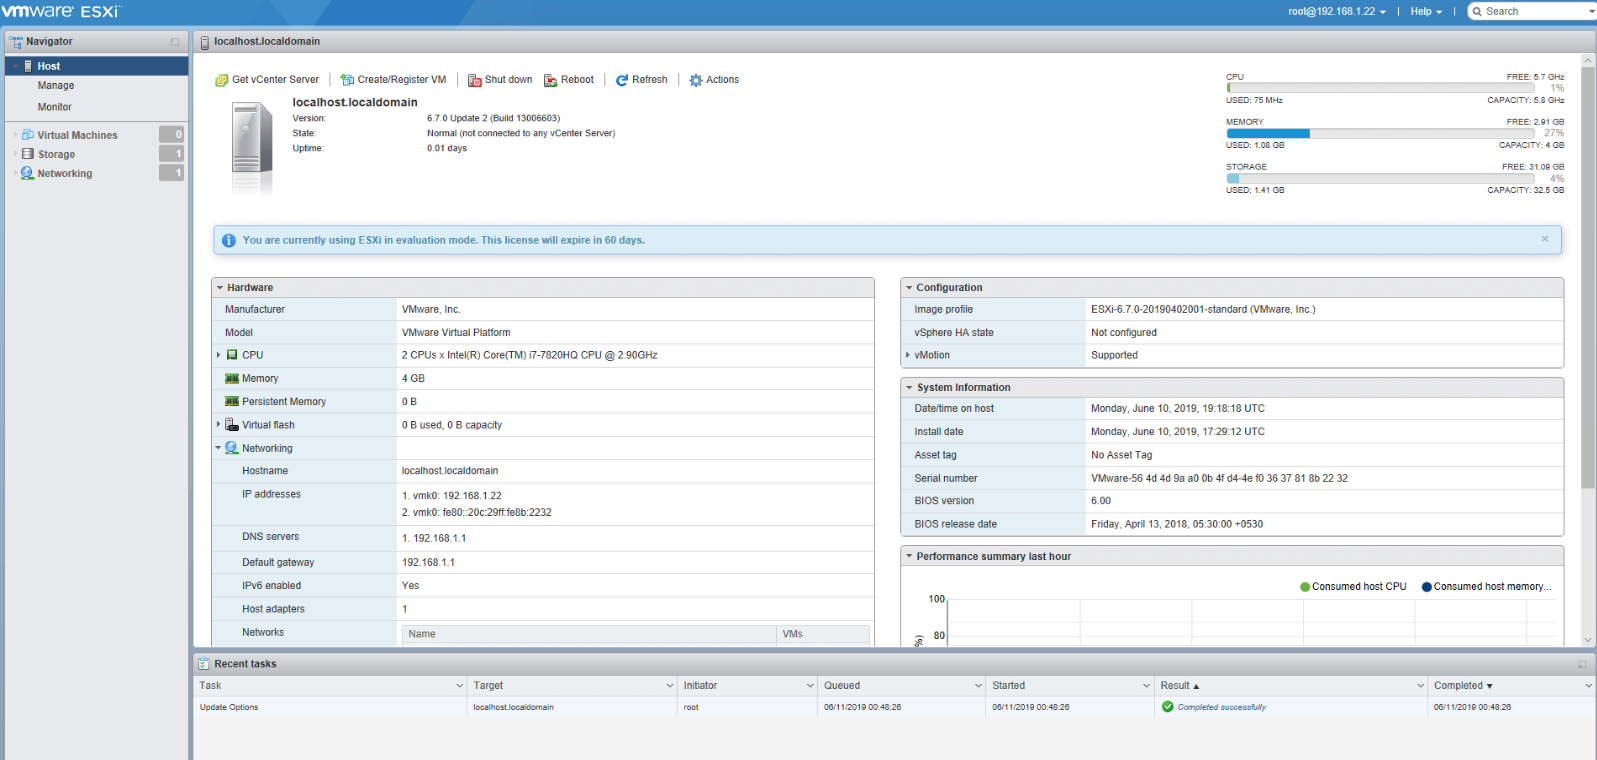 vmware® ESXi™
root@192.168.1.22 | Help | Search
Navigator
Host
Manage
Monitor
Virtual Machines 0
Storage 1
Networking 1
localhost.localdomain
Get vCenter Server | Create/Register VM | Shut down Reboot | Refresh | Actions
localhost.localdomain
Version: 6.7.0 Update 2 (Build 13006603)
State: Normal (not connected to any vCenter Server)
Uptime: 0.01 days
CPU FREE: 5.7 GHz
1%
USED: 75 MHz CAPACITY: 5.8 GHz
MEMORY FREE: 2.91 GB
27%
USED: 1.08 GB CAPACITY: 4 GB
STORAGE FREE: 31.09 GB
4%
USED: 1.41 GB CAPACITY: 32.5 GB
You are currently using ESXi in evaluation mode. This license will expire in 60 days.
Hardware
Manufacturer VMware, Inc.
Model VMware Virtual Platform
CPU 2 CPUs x Intel(R) Core(TM) i7-7820HQ CPU @ 2.90GHz
Memory 4 GB
Persistent Memory 0 B
Virtual flash 0 B used, 0 B capacity
Networking
Hostname localhost.localdomain
IP addresses 1. vmk0: 192.168.1.22
2. vmk0: fe80::20c:29ff:fe8b:2232
DNS servers 1. 192.168.1.1
Default gateway 192.168.1.1
IPv6 enabled Yes
Host adapters 1
Networks Name VMs
Configuration
Image profile ESXi-6.7.0-20190402001-standard (VMware, Inc.)
vSphere HA state Not configured
vMotion Supported
System Information
Date/time on host Monday, June 10, 2019, 19:18:18 UTC
Install date Monday, June 10, 2019, 17:29:12 UTC
Asset tag No Asset Tag
Serial number VMware-56 4d 4d 9a a0 0b 4f d4-4e f0 36 37 81 8b 22 32
BIOS version 6.00
BIOS release date Friday, April 13, 2018, 05:30:00 +0530
Performance summary last hour
Consumed host CPU Consumed host memory...
100
80
%)
Recent tasks
Task Target Initiator Queued Started Result ▲ Completed ▼
Update Options localhost.localdomain root 06/11/2019 00:48:26 06/11/2019 00:48:26 Completed successfully 06/11/2019 00:48:26